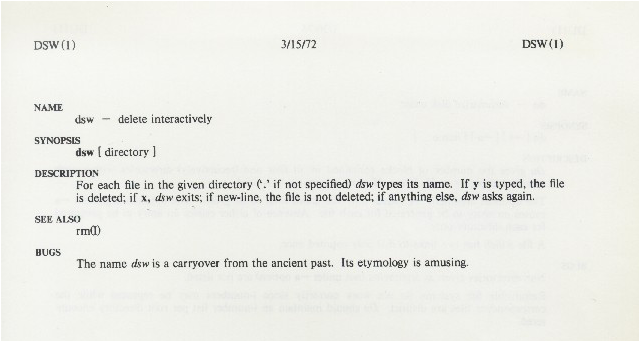 DSW(1) 3/15/72 DSW(1)
NAME
dsw — delete interactively
SYNOPSIS
dsw [ directory ]
DESCRIPTION
For each file in the given directory ('.' if not specified) dsw types its name. If y is typed, the file
is deleted; if x, dsw exits; if new-line, the file is not deleted; if anything else, dsw asks again.
SEE ALSO
rm(I)
BUGS
The name dsw is a carryover from the ancient past. Its etymology is amusing.